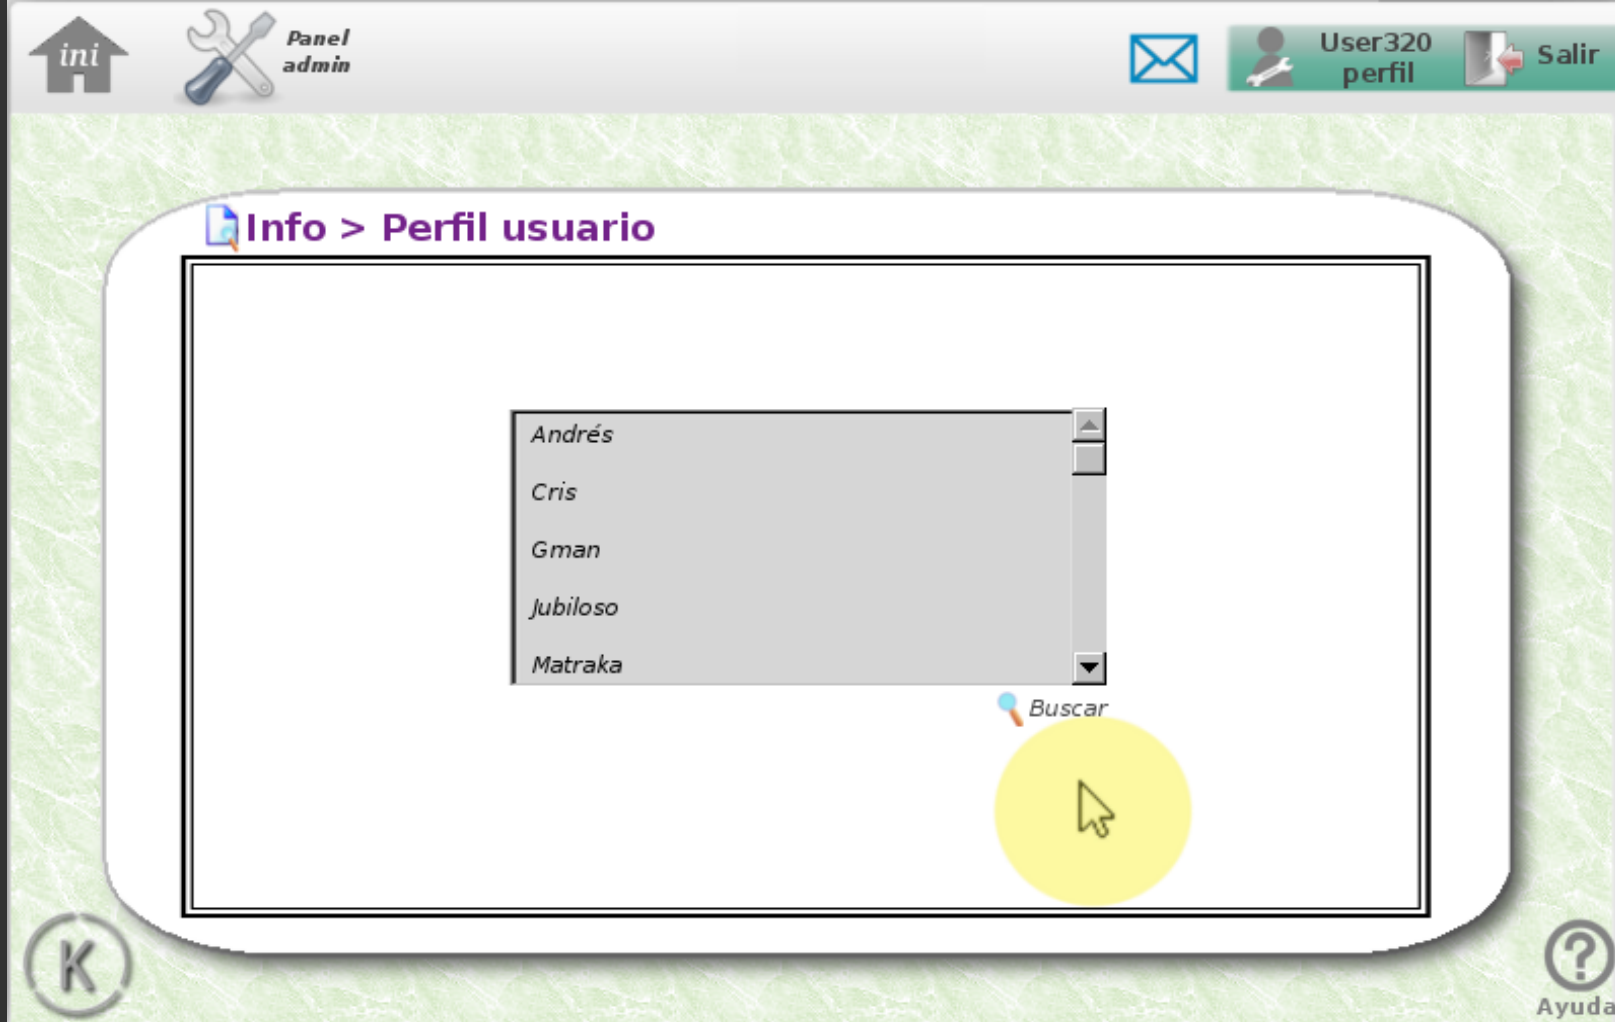 ini
Panel
admin
User320
perfil
Salir
Info > Perfil usuario
Andrés
Cris
Gman
Jubiloso
Matraka
Buscar
K
?
Ayuda